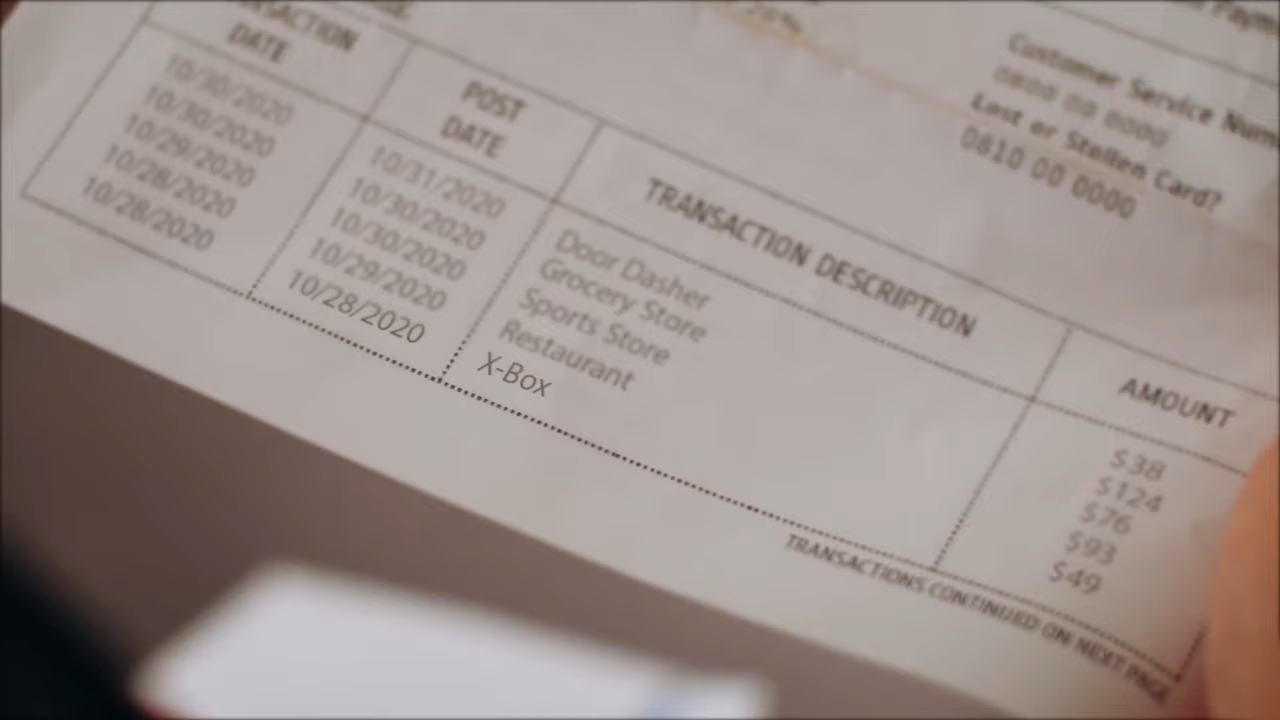 DATE
POST
DATE
TRANSACTION DESCRIPTION
AMOUNT
10/30/2020 10/31/2020 Door Dasher $38
10/30/2020 10/30/2020 Grocery Store $124
10/29/2020 10/30/2020 Sports Store $76
10/28/2020 10/29/2020 Restaurant $93
10/28/2020 10/28/2020 X-Box $49
TRANSACTIONS CONTINUED ON NEXT PAGE
Customer Service
0800 00 0000
Lost or Stollen Card?
0810 00 0000